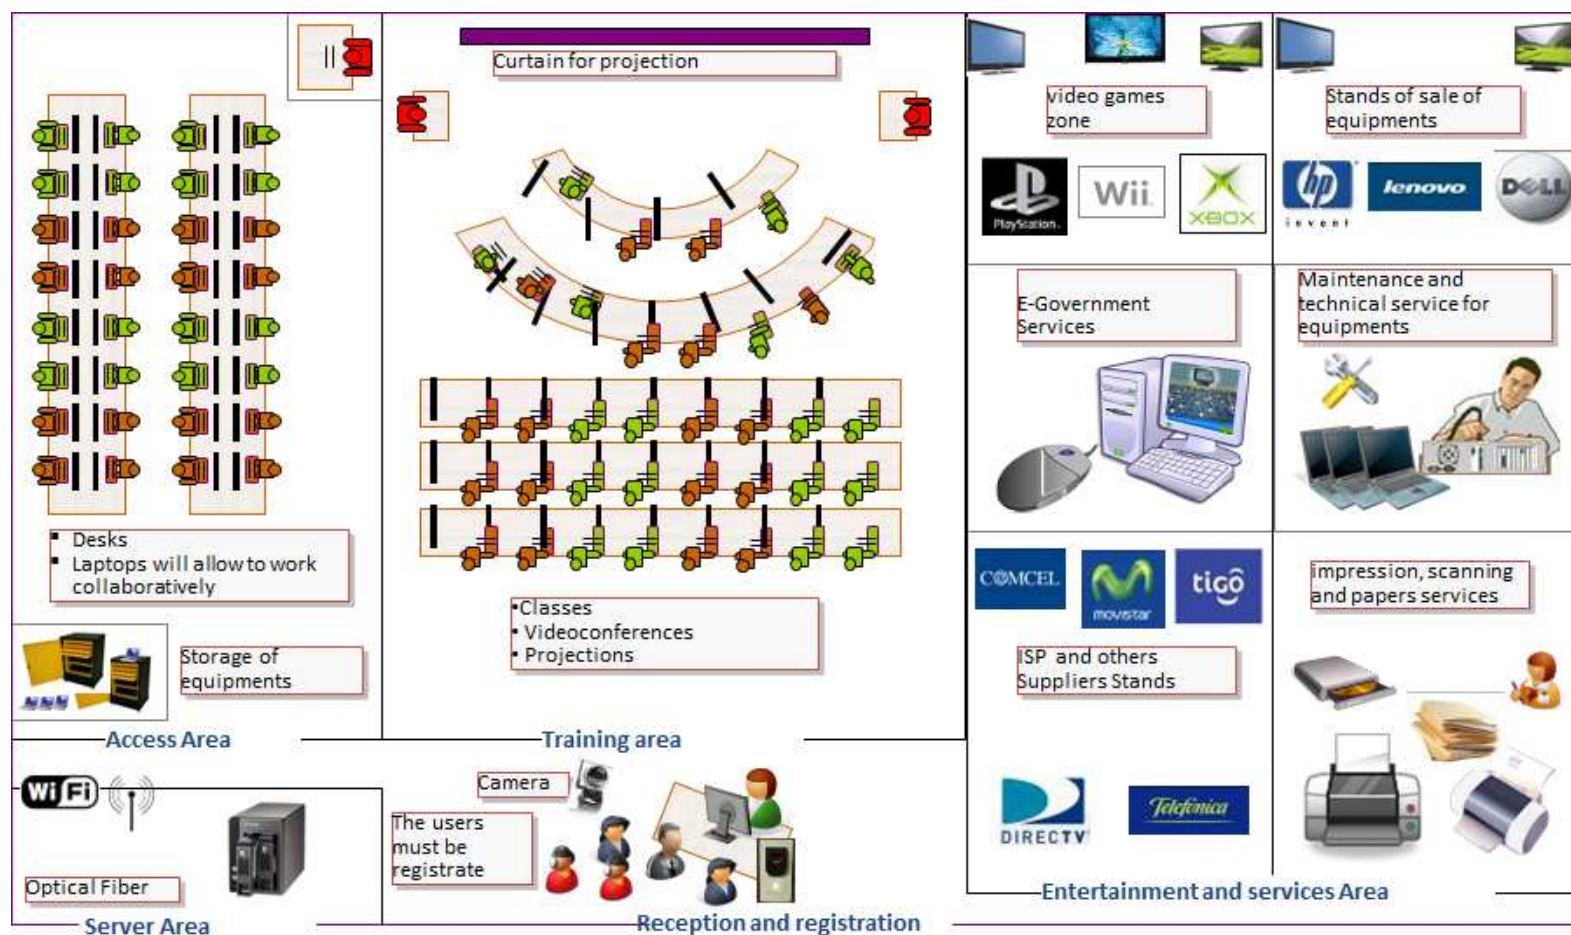 Curtain for projection
Desks
Laptops will allow to work
collaboratively
Storage of
equipments
Access Area
•Classes
• Videoconferences
• Projections
Training area
video games
zone
PlayStation
Wii
XBOX
Stands of sale of
equipments
hp
invent
lenovo
DELL
E-Government
Services
Maintenance and
technical service for
equipments
COMCEL
movistar
tigo
ISP and others
Suppliers Stands
DIRECTV
Telefónica
impression, scanning
and papers services
Entertainment and services Area
Wi Fi
Optical Fiber
Server Area
Camera
The users
must be
registrate
Reception and registration